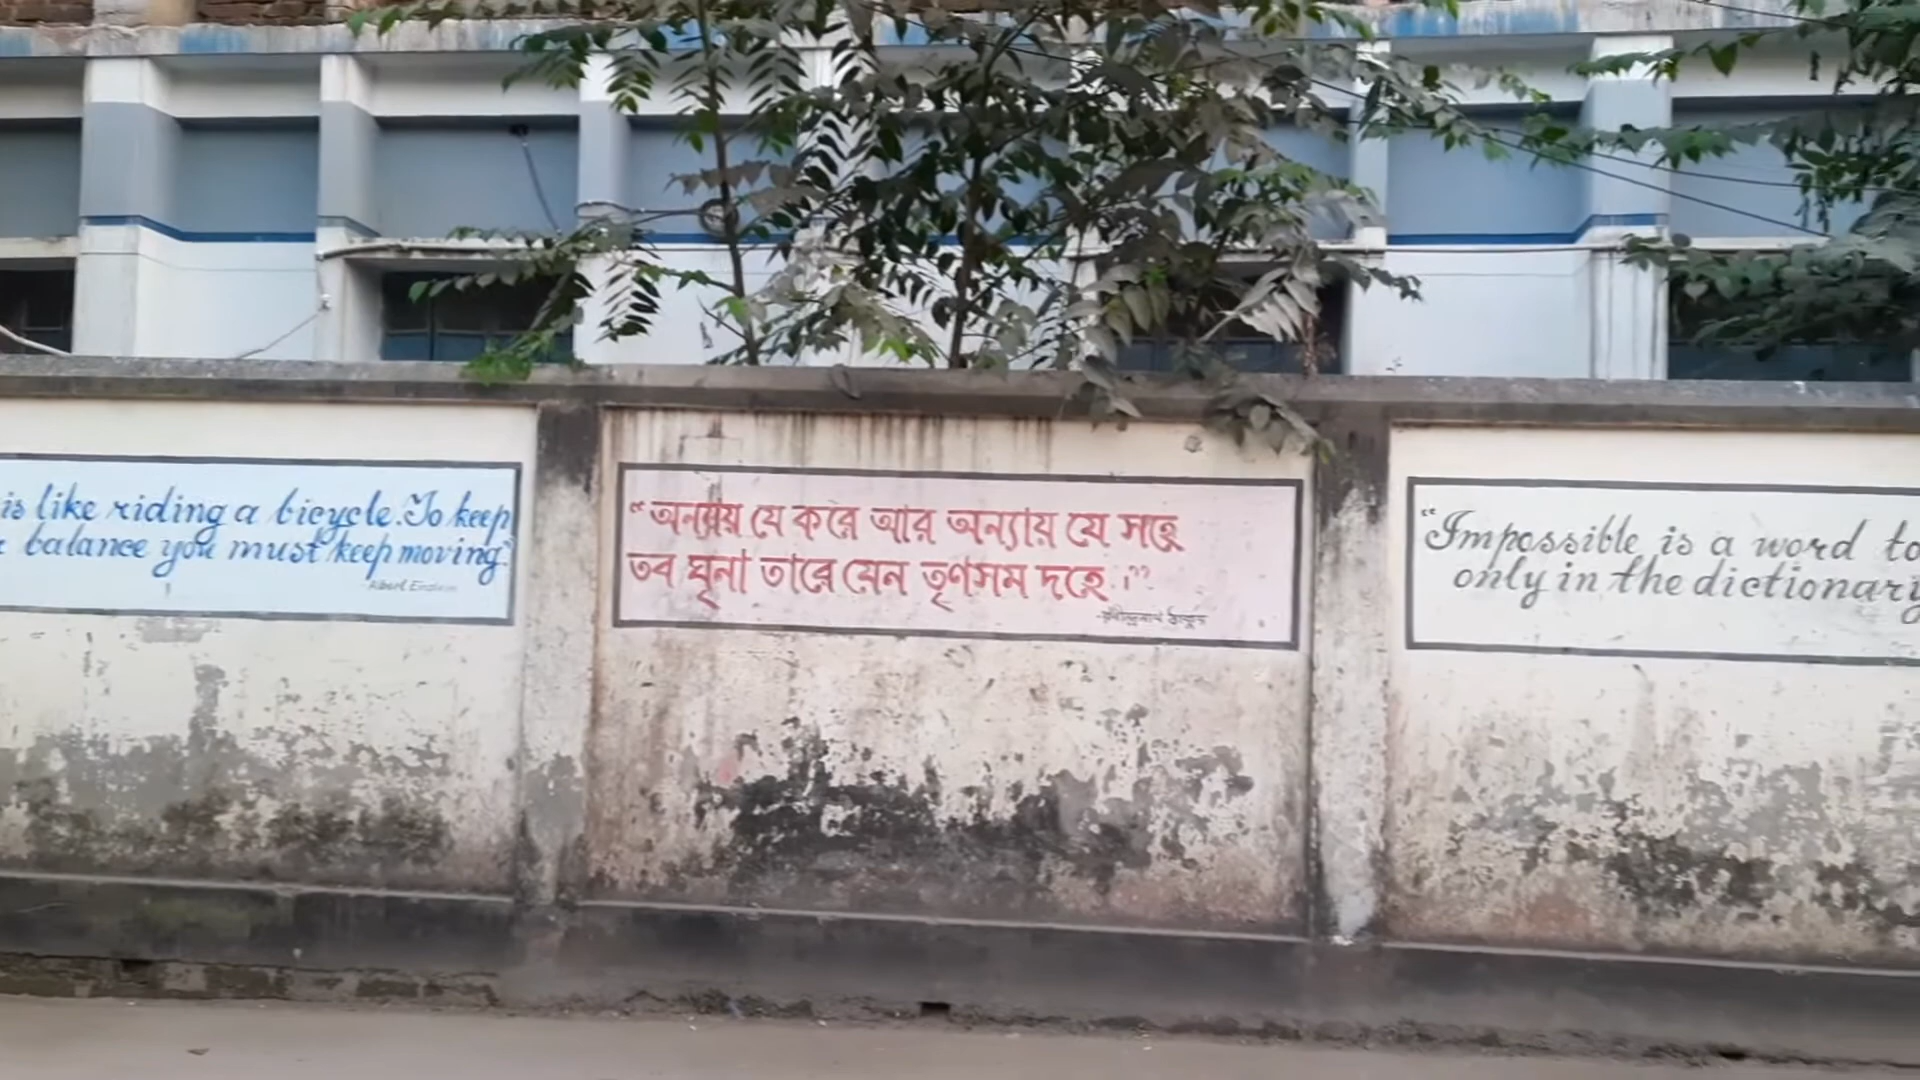 is like riding a bicycle. To keep
balance you must keep moving."
Albert Einstein
“অন্যায় যে করে আর অন্যায় যে সহে
তব ঘৃনা তারে যেন তৃণসম দহে।”
-রবীন্দ্রনাথ ঠাকুর
"Impossible is a word to
only in the dictionary